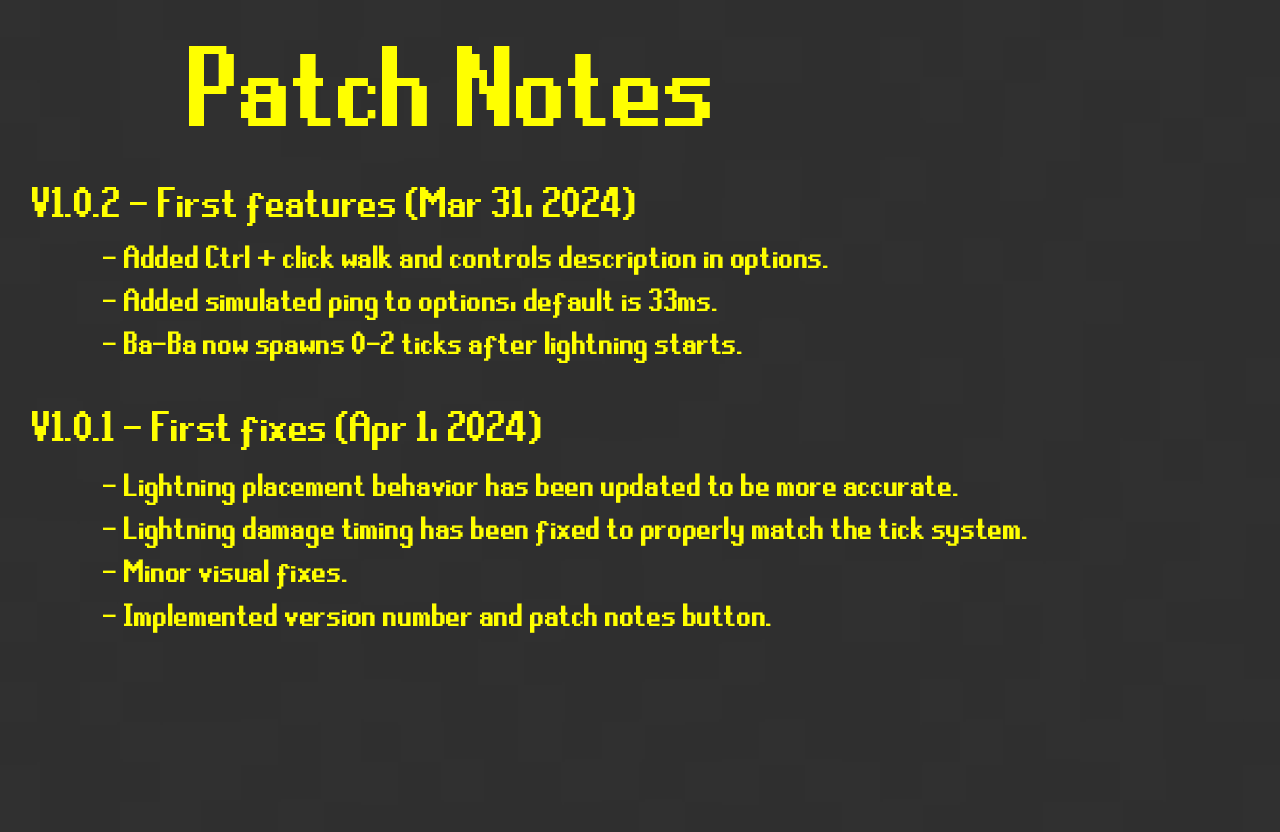 Patch Notes
V1.0.2 - First features (Mar 31, 2024)
- Added Ctrl + click walk and controls description in options.
- Added simulated ping to options, default is 33ms.
- Ba-Ba now spawns 0-2 ticks after lightning starts.
V1.0.1 - First fixes (Apr 1, 2024)
- Lightning placement behavior has been updated to be more accurate.
- Lightning damage timing has been fixed to properly match the tick system.
- Minor visual fixes.
- Implemented version number and patch notes button.